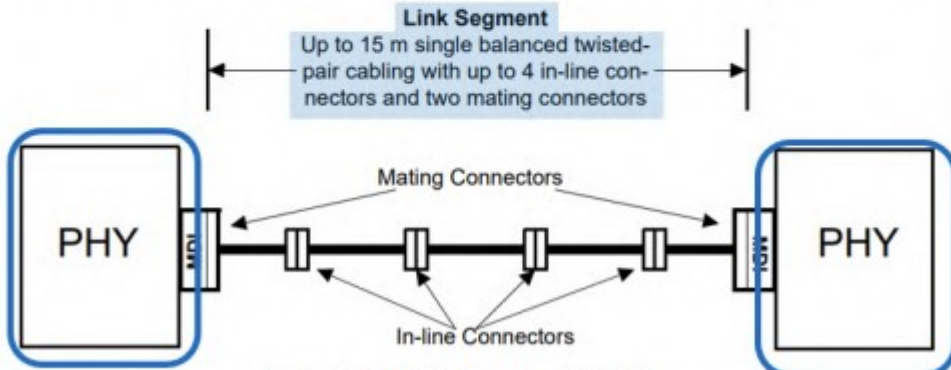 Link Segment
Up to 15 m single balanced twisted-
pair cabling with up to 4 in-line con-
nectors and two mating connectors
Mating Connectors
PHY
MDI
MDI
PHY
In-line Connectors